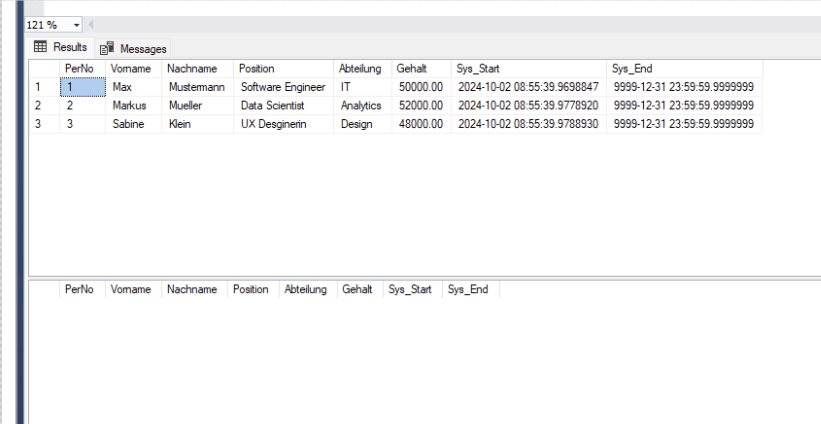 121 %
Results Messages
PerNo Vorname Nachname Position Abteilung Gehalt Sys_Start Sys_End
1 1 Max Mustermann Software Engineer IT 50000.00 2024-10-02 08:55:39.9698847 9999-12-31 23:59:59.9999999
2 2 Markus Mueller Data Scientist Analytics 52000.00 2024-10-02 08:55:39.9778920 9999-12-31 23:59:59.9999999
3 3 Sabine Klein UX Desginerin Design 48000.00 2024-10-02 08:55:39.9788930 9999-12-31 23:59:59.9999999
PerNo Vorname Nachname Position Abteilung Gehalt Sys_Start Sys_End